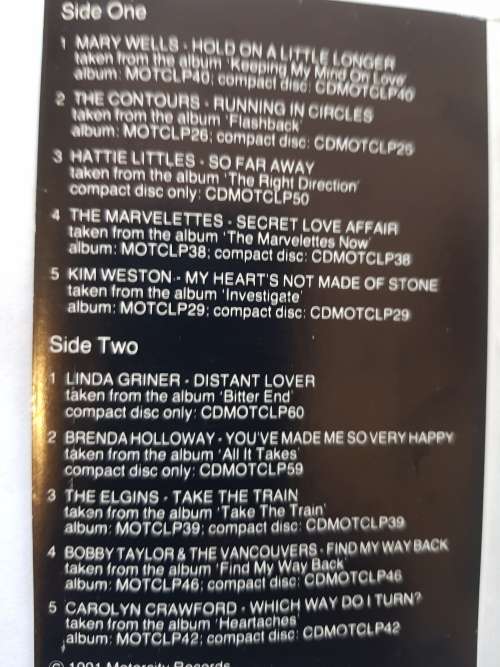 Side One
1 MARY WELLS - HOLD ON A LITTLE LONGER
taken from the album 'Keeping My Mind On Love'
album: MOTCLP40; compact disc: CDMOTCLP40
2 THE CONTOURS - RUNNING IN CIRCLES
taken from the album 'Flashback'
album: MOTCLP26; compact disc: CDMOTCLP26
3 HATTIE LITTLES - SO FAR AWAY
taken from the album 'The Right Direction'
compact disc only: CDMOTCLP50
4 THE MARVELETTES - SECRET LOVE AFFAIR
taken from the album 'The Marvelettes Now'
album: MOTCLP38; compact disc: CDMOTCLP38
5 KIM WESTON - MY HEART'S NOT MADE OF STONE
taken from the album 'Investigate'
album: MOTCLP29; compact disc: CDMOTCLP29
Side Two
1 LINDA GRINER - DISTANT LOVER
taken from the album 'Bitter End'
compact disc only: CDMOTCLP60
2 BRENDA HOLLOWAY - YOU'VE MADE ME SO VERY HAPPY
taken from the album 'All It Takes'
compact disc only: CDMOTCLP59
3 THE ELGINS - TAKE THE TRAIN
taken from the album 'Take The Train'
album: MOTCLP39; compact disc: CDMOTCLP39
4 BOBBY TAYLOR & THE VANCOUVERS - FIND MY WAY BACK
taken from the album 'Find My Way Back'
album: MOTCLP46; compact disc: CDMOTCLP46
5 CAROLYN CRAWFORD - WHICH WAY DO I TURN?
taken from the album 'Heartaches'
album: MOTCLP42; compact disc: CDMOTCLP42
© 1991 Motorcity Records